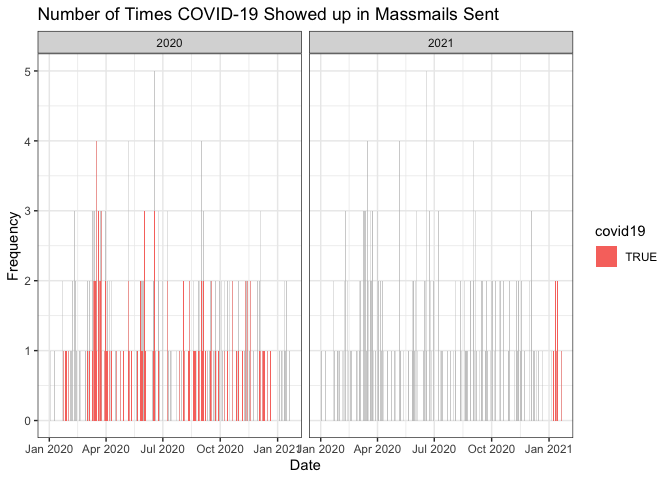 Number of Times COVID-19 Showed up in Massmails Sent
2020
2021
5
4
3
2
1
0
Frequency
Jan 2020 Apr 2020 Jul 2020 Oct 2020 Jan 2021
Jan 2020 Apr 2020 Jul 2020 Oct 2020 Jan 2021
Date
covid19
TRUE